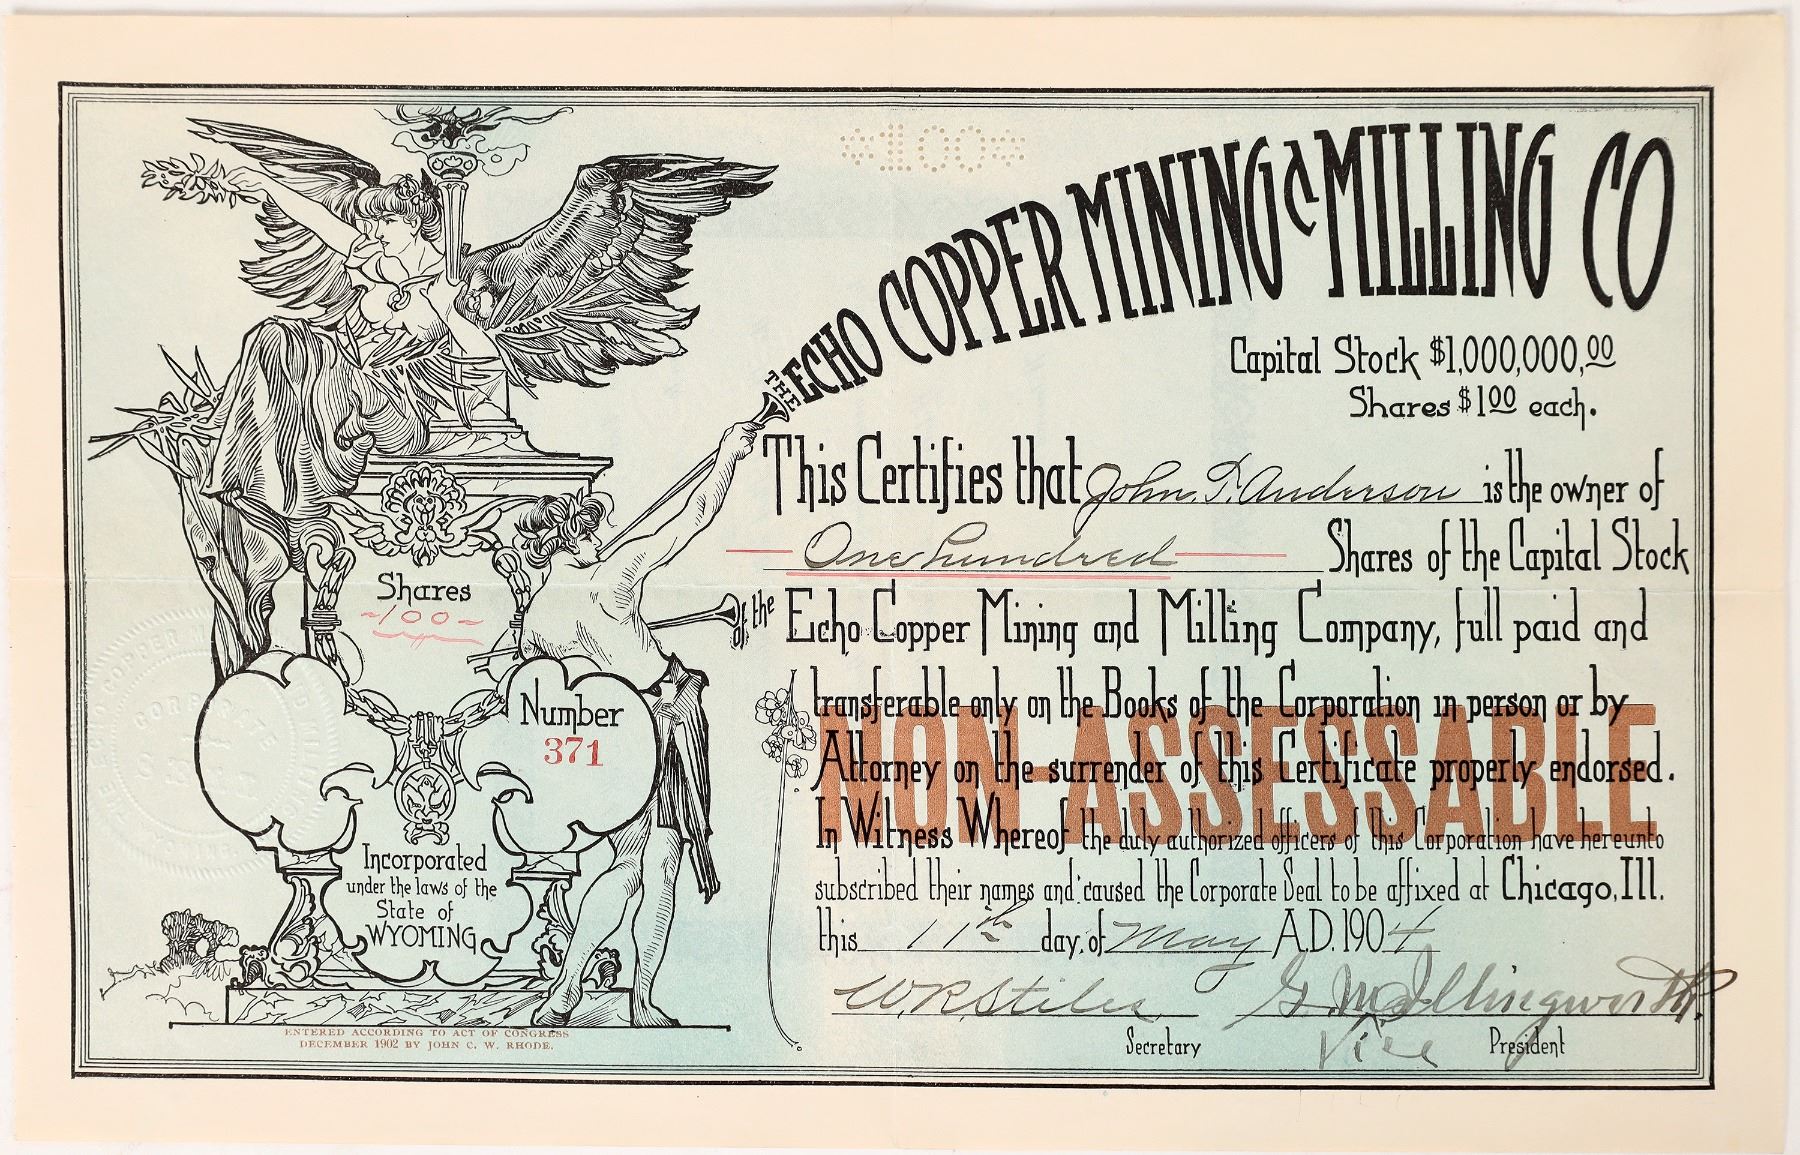 *100*
THE ECHO COPPER MINING & MILLING CO
Capital Stock $1,000,000,00
Shares $1 00 each.
This Certifies that John T. Anderson is the owner of
One hundred Shares of the Capital Stock
of the Echo Copper Mining and Milling Company, full paid and
transferable only on the Books of the Corporation in person or by
Attorney on the surrender of this Certificate properly endorsed.
NON-ASSESSABLE
In Witness Whereof the duly authorized officers of this Corporation have hereunto
subscribed their names and caused the Corporate Seal to be affixed at Chicago, Ill.
this 11th day of May A.D. 1904
W. R. Stiles G. M. Illingworth
Secretary Vice President
Shares
-100-
Number
371
Incorporated
under the laws of the
State of
WYOMING
ENTERED ACCORDING TO ACT OF CONGRESS
DECEMBER 1902 BY JOHN C. W. RHODE.
CORPORATE